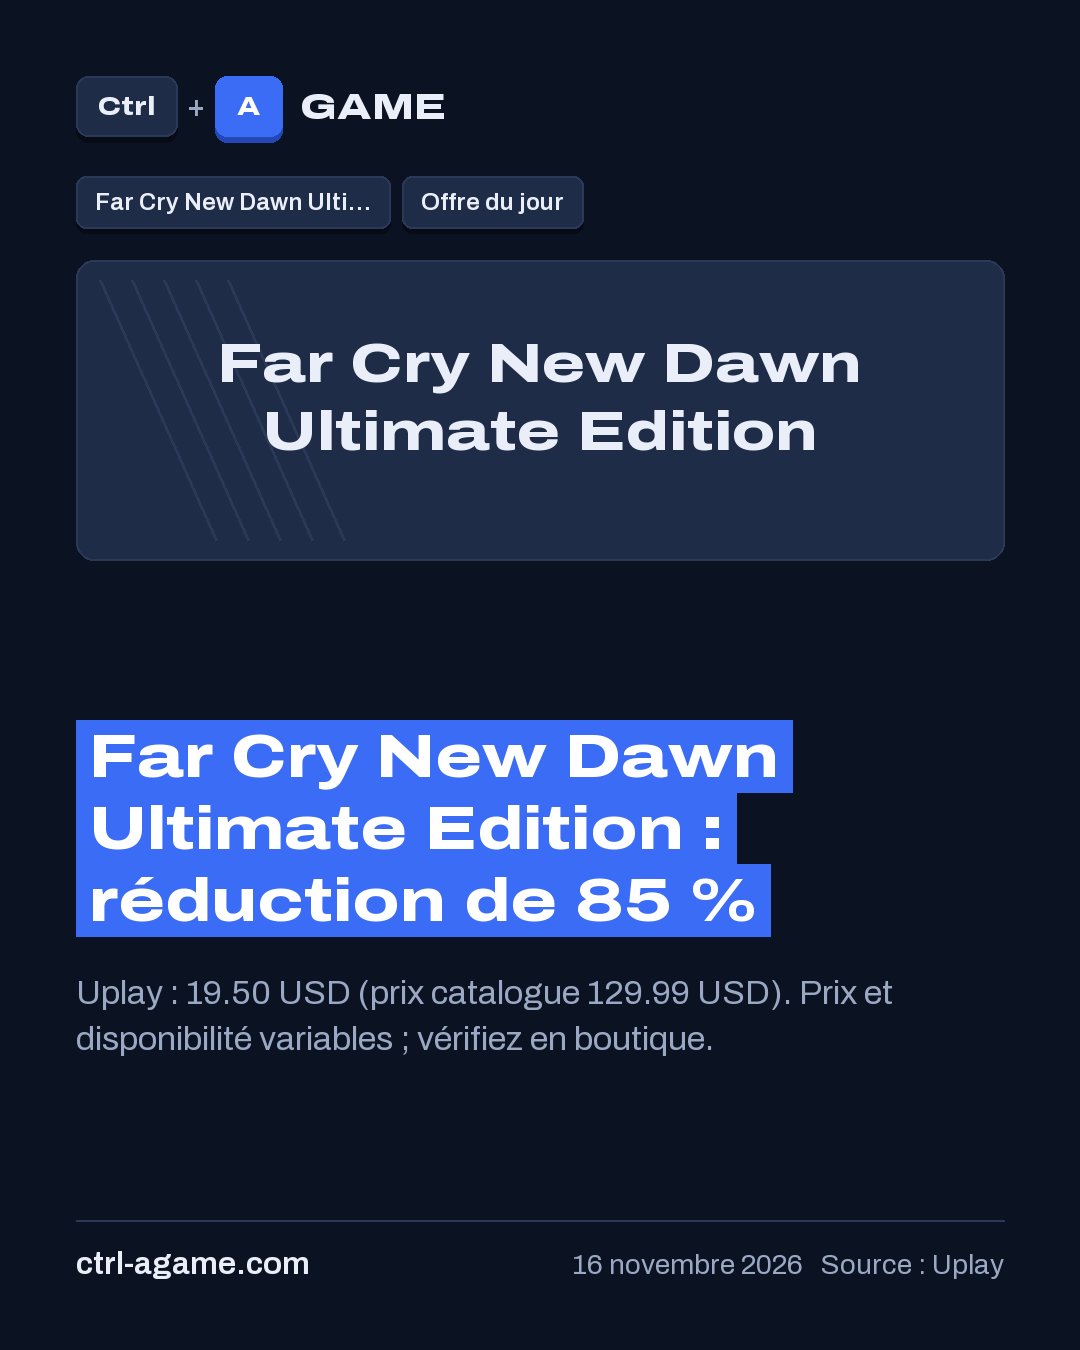 Ctrl + A GAME
Far Cry New Dawn Ulti... Offre du jour
Far Cry New Dawn
Ultimate Edition
Far Cry New Dawn
Ultimate Edition :
réduction de 85 %
Uplay : 19.50 USD (prix catalogue 129.99 USD). Prix et
disponibilité variables ; vérifiez en boutique.
ctrl-agame.com 16 novembre 2026 Source : Uplay